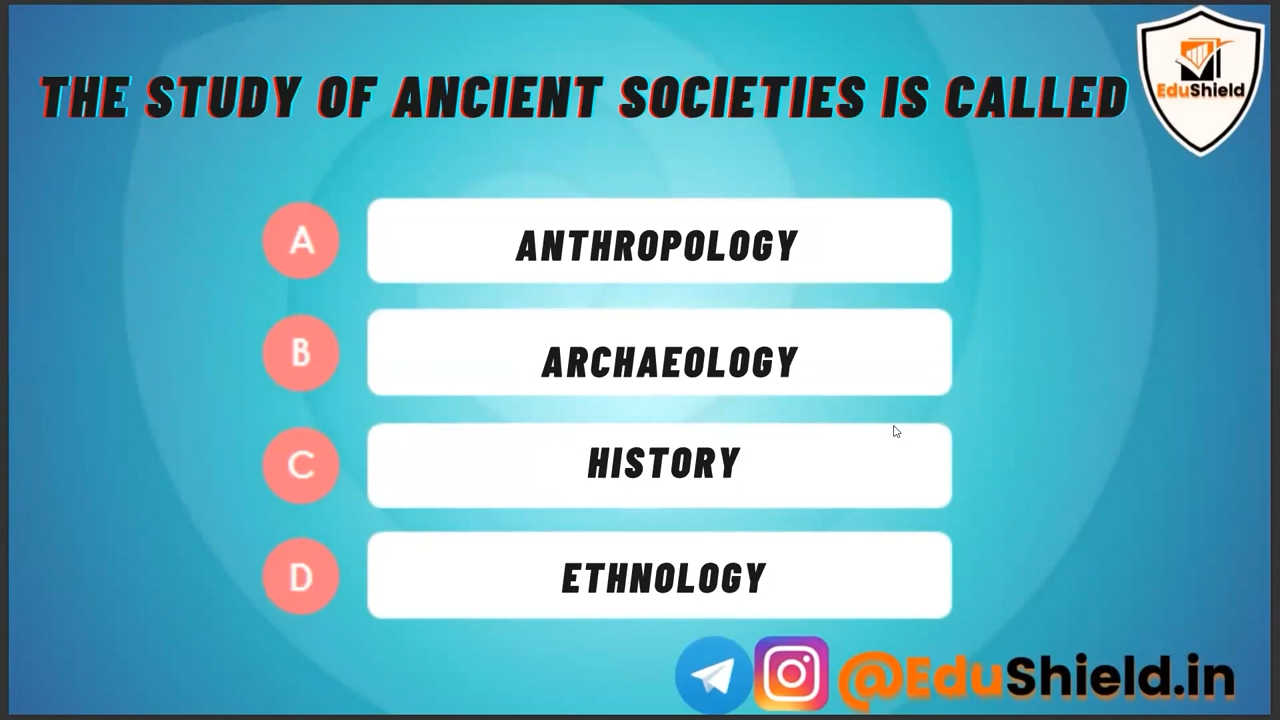 THE STUDY OF ANCIENT SOCIETIES IS CALLED
EduShield
A ANTHROPOLOGY
B ARCHAEOLOGY
C HISTORY
D ETHNOLOGY
@EduShield.in